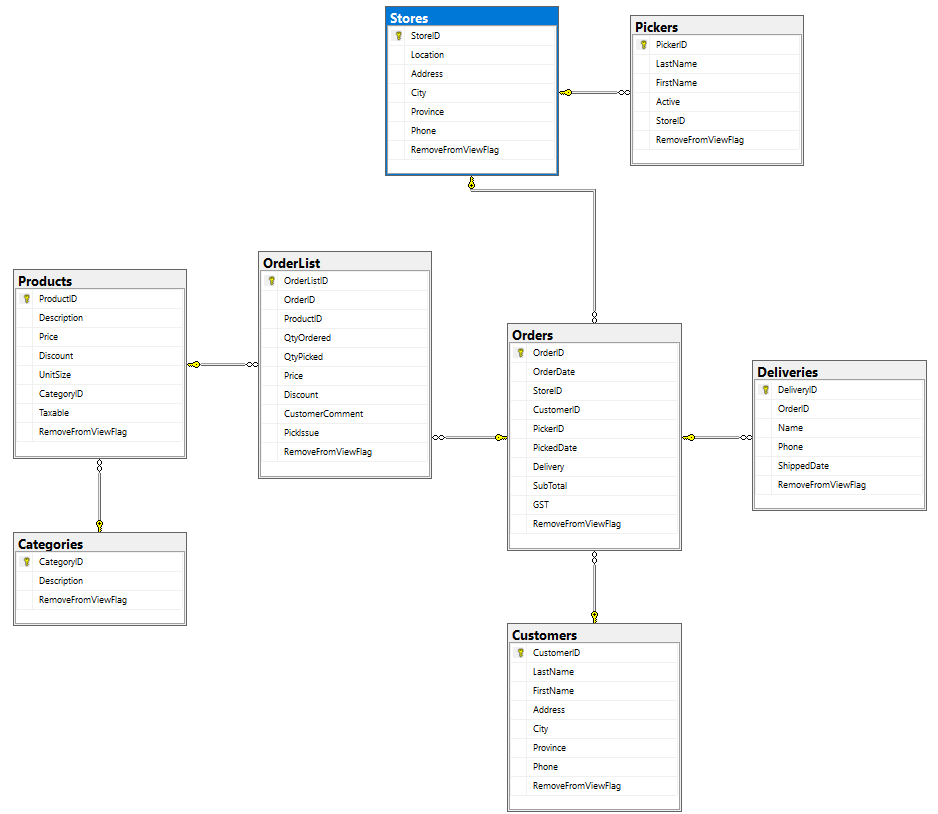 Stores
StoreID
Location
Address
City
Province
Phone
RemoveFromViewFlag
Pickers
PickerID
LastName
FirstName
Active
StoreID
RemoveFromViewFlag
Products
ProductID
Description
Price
Discount
UnitSize
CategoryID
Taxable
RemoveFromViewFlag
OrderList
OrderListID
OrderID
ProductID
QtyOrdered
QtyPicked
Price
Discount
CustomerComment
PickIssue
RemoveFromViewFlag
Orders
OrderID
OrderDate
StoreID
CustomerID
PickerID
PickedDate
Delivery
SubTotal
GST
RemoveFromViewFlag
Deliveries
DeliveryID
OrderID
Name
Phone
ShippedDate
RemoveFromViewFlag
Categories
CategoryID
Description
RemoveFromViewFlag
Customers
CustomerID
LastName
FirstName
Address
City
Province
Phone
RemoveFromViewFlag